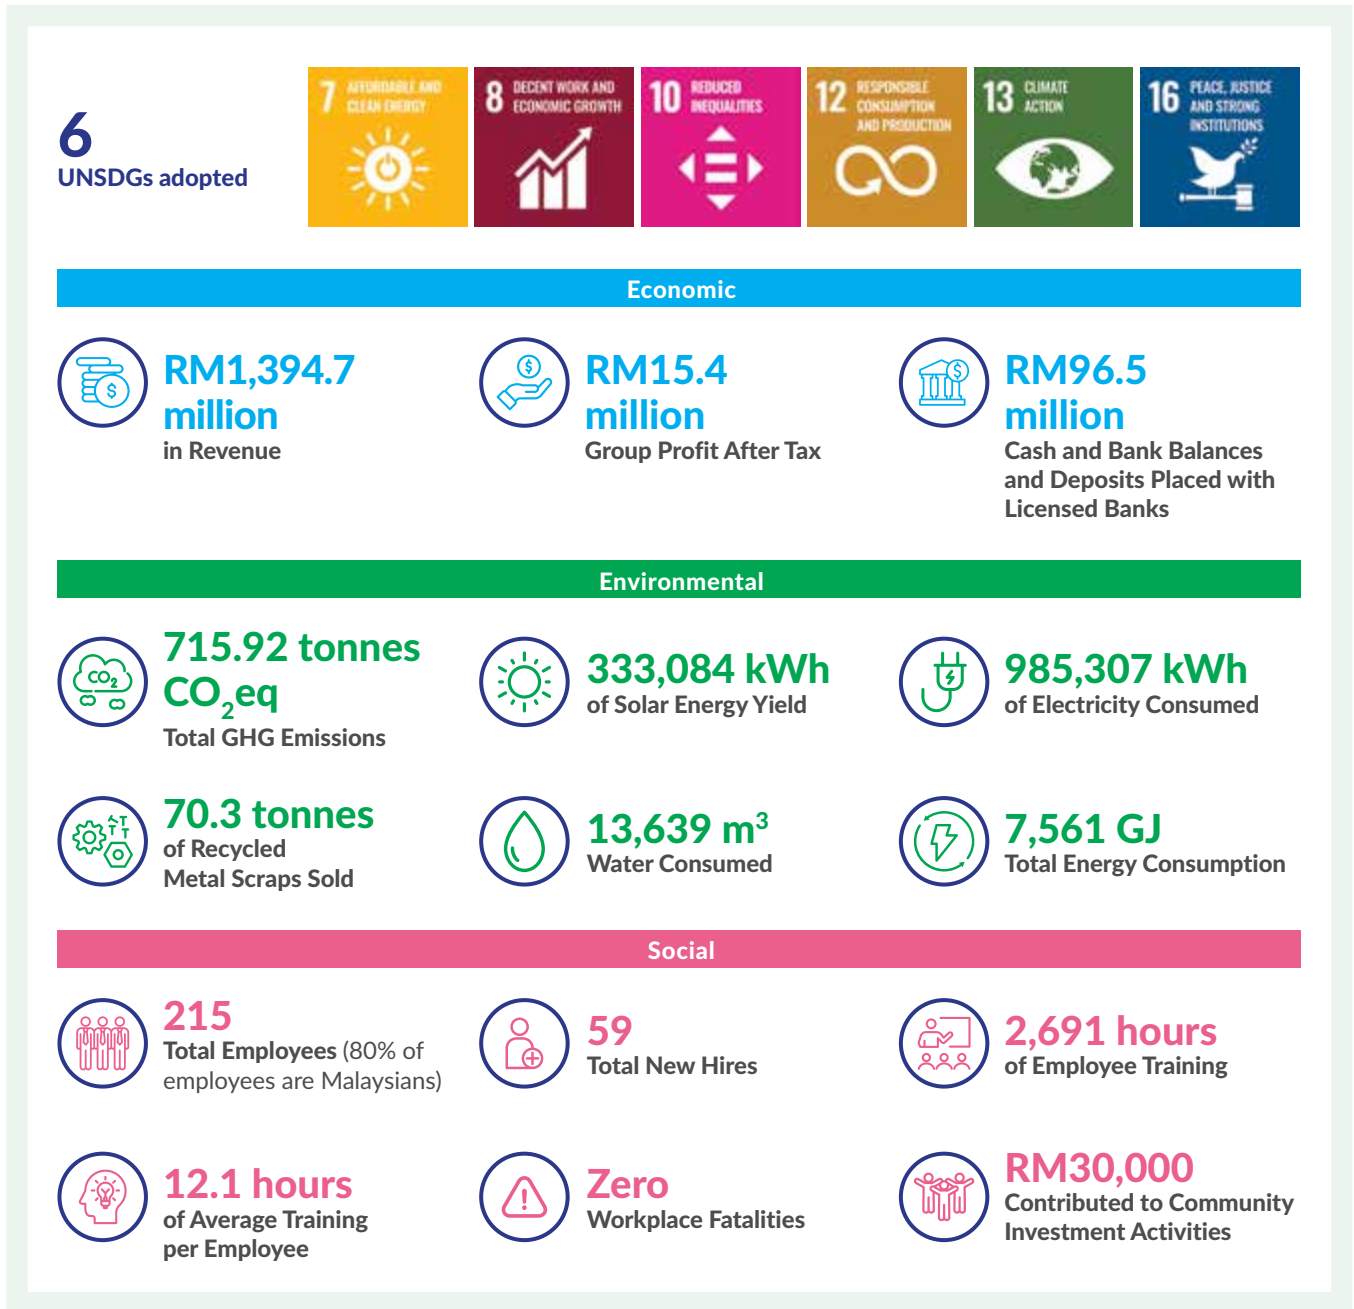 6
UNSDGs adopted
7 AFFORDABLE AND
CLEAN ENERGY
8 DECENT WORK AND
ECONOMIC GROWTH
10 REDUCED
INEQUALITIES
12 RESPONSIBLE
CONSUMPTION
AND PRODUCTION
13 CLIMATE
ACTION
16 PEACE, JUSTICE
AND STRONG
INSTITUTIONS
Economic
$
RM1,394.7
million
in Revenue
$
RM15.4
million
Group Profit After Tax
$
RM96.5
million
Cash and Bank Balances
and Deposits Placed with
Licensed Banks
Environmental
CO₂
715.92 tonnes
CO₂eq
Total GHG Emissions
333,084 kWh
of Solar Energy Yield
985,307 kWh
of Electricity Consumed
70.3 tonnes
of Recycled
Metal Scraps Sold
13,639 m³
Water Consumed
7,561 GJ
Total Energy Consumption
Social
215
Total Employees (80% of
employees are Malaysians)
59
Total New Hires
2,691 hours
of Employee Training
12.1 hours
of Average Training
per Employee
Zero
Workplace Fatalities
RM30,000
Contributed to Community
Investment Activities